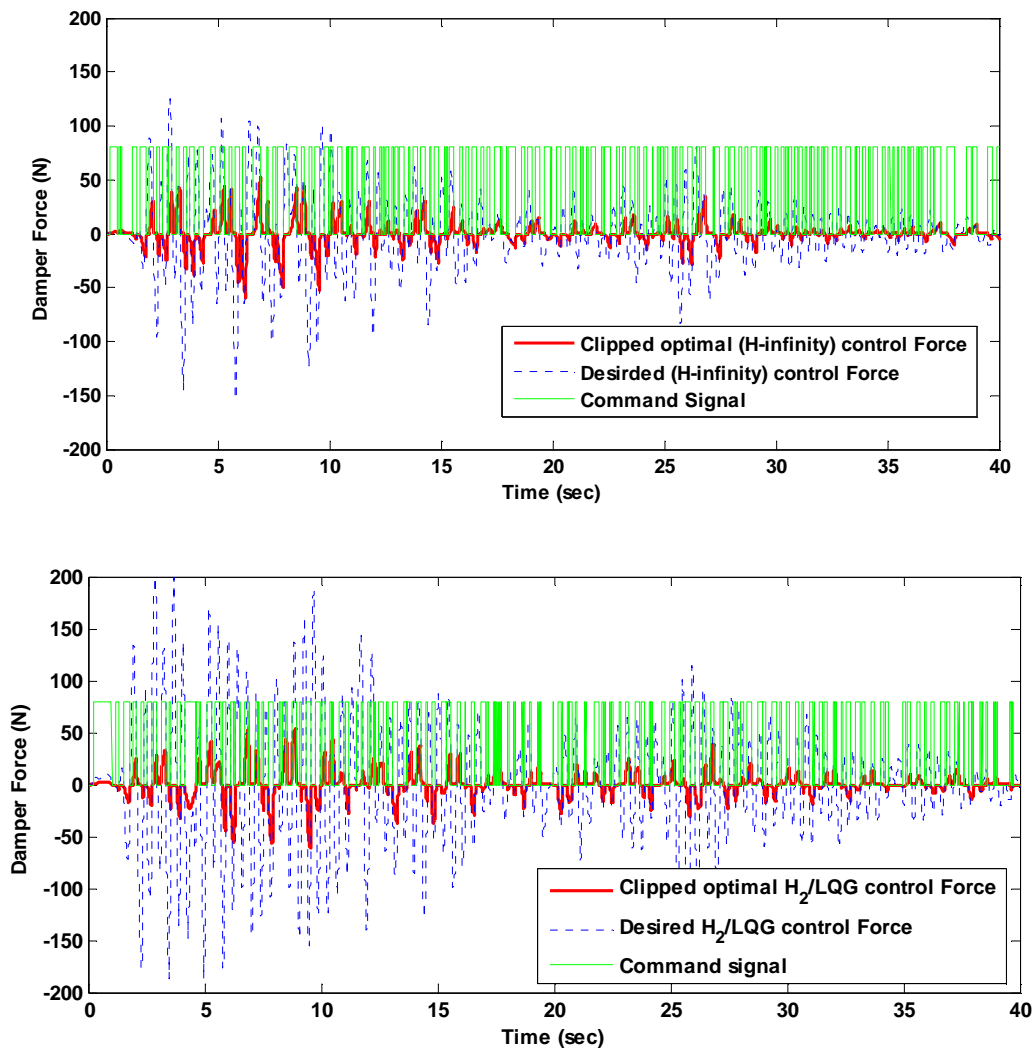 200
150
100
50
0
-50
-100
-150
-200
Damper Force (N)
Clipped optimal (H-infinity) control Force
Desirded (H-infinity) control Force
Command Signal
0 5 10 15 20 25 30 35 40
Time (sec)
200
150
100
50
0
-50
-100
-150
-200
Damper Force (N)
Clipped optimal H₂/LQG control Force
Desired H₂/LQG control Force
Command signal
0 5 10 15 20 25 30 35 40
Time (sec)